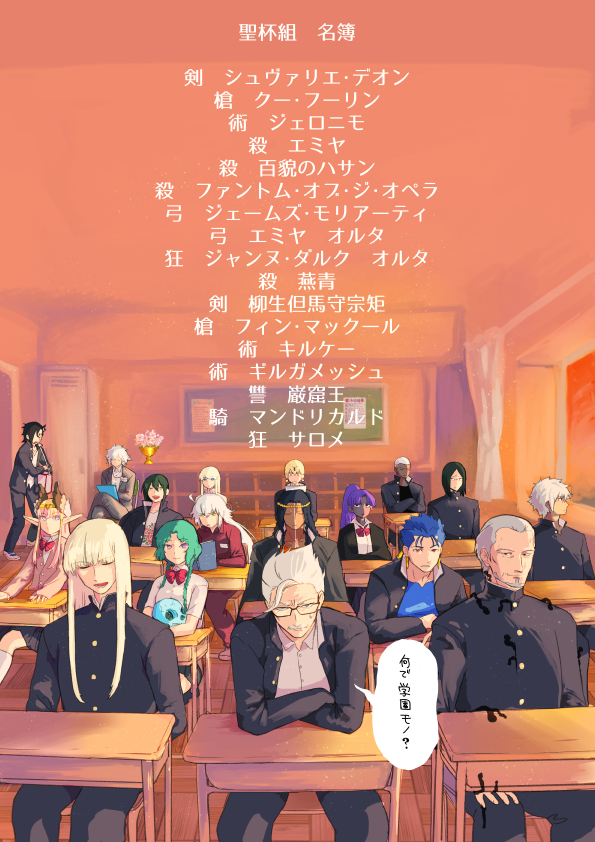 聖杯組　名簿
剣　シュヴァリエ・デオン
槍　クー・フーリン
術　ジェロニモ
殺　エミヤ
殺　百貌のハサン
殺　ファントム・オブ・ジ・オペラ
弓　ジェームズ・モリアーティ
弓　エミヤ　オルタ
狂　ジャンヌ・ダルク　オルタ
殺　燕青
剣　柳生但馬守宗矩
槍　フィン・マックール
術　キルケー
術　ギルガメッシュ
讐　巌窟王
騎　マンドリカルド
狂　サロメ
何で学園モノ？